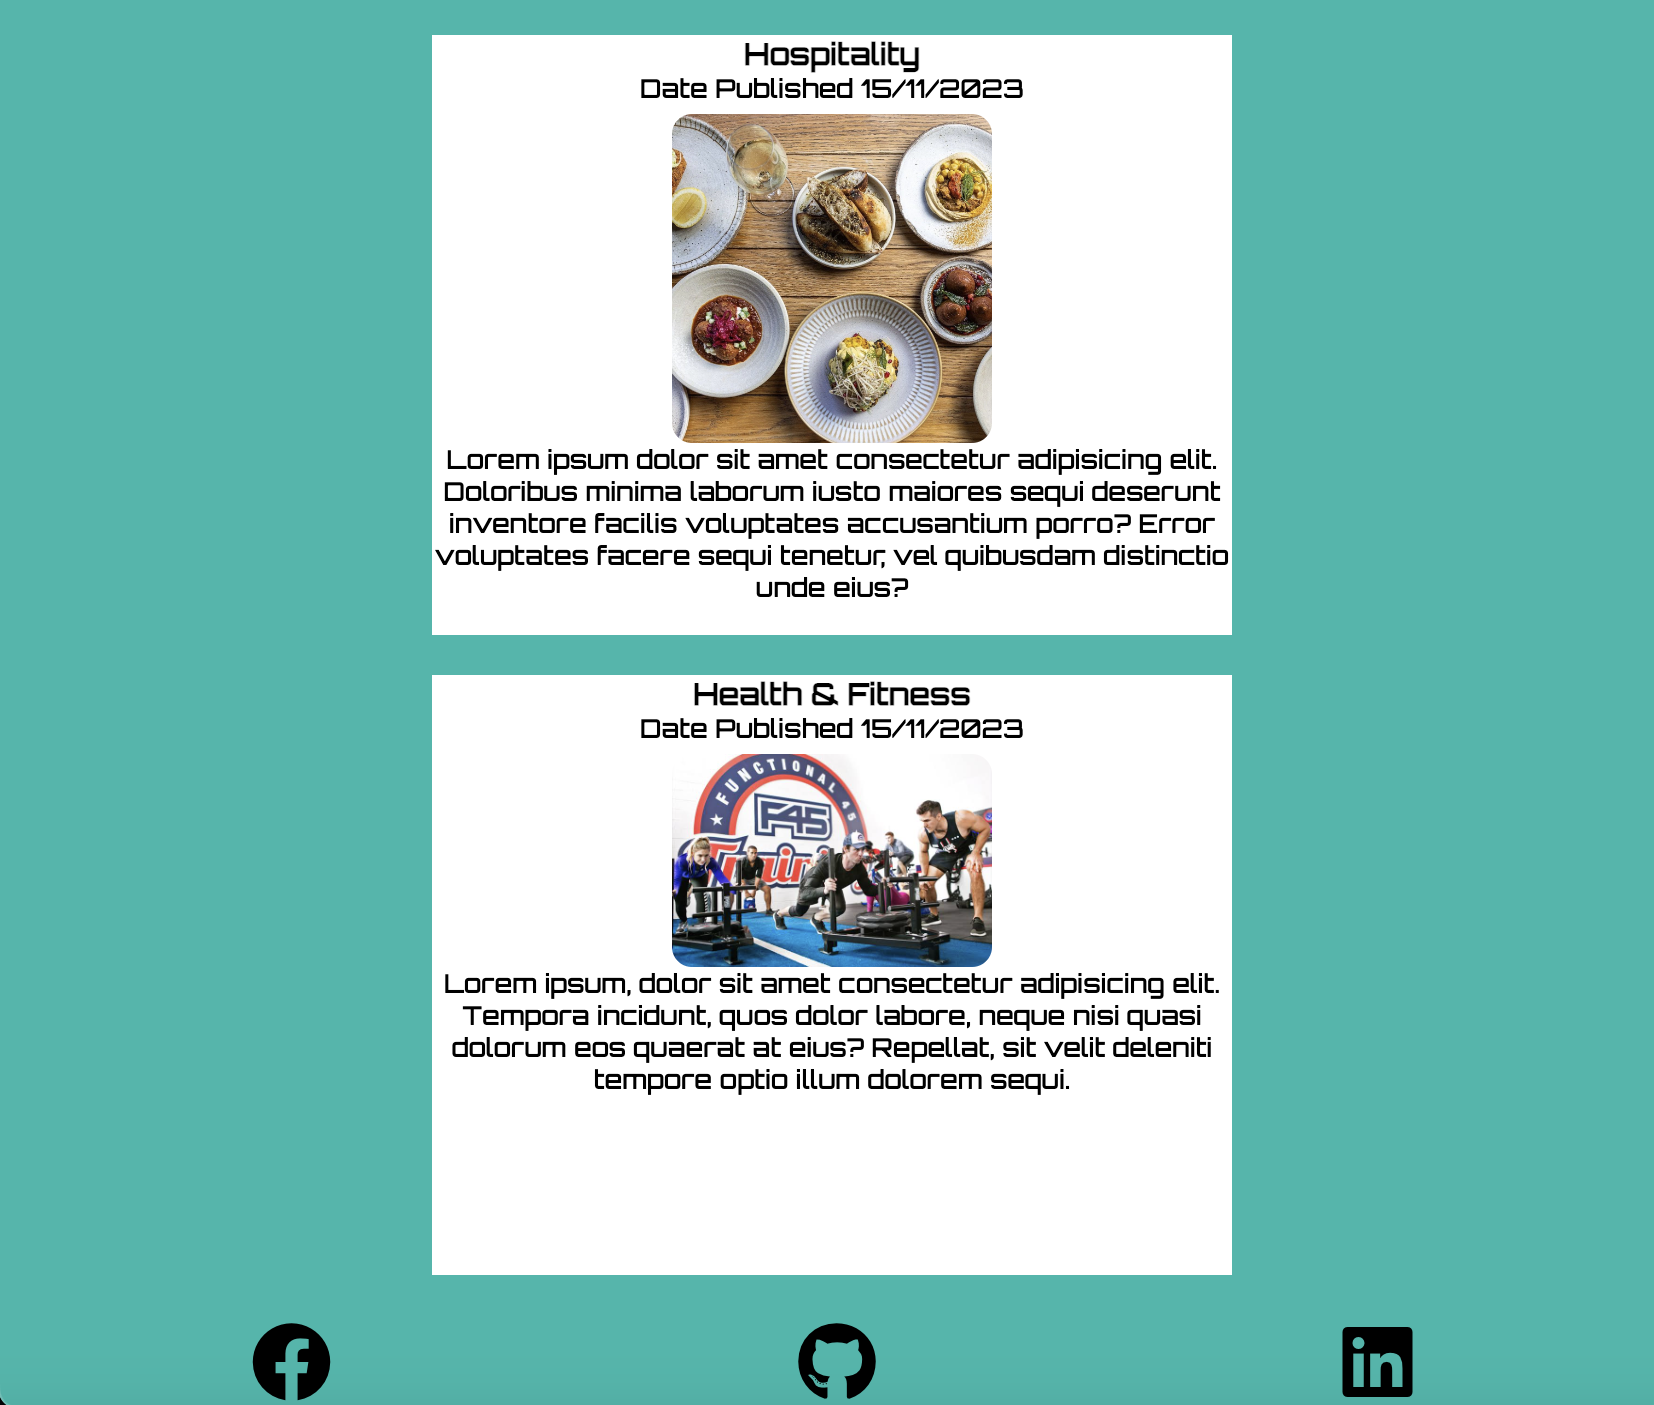 Hospitality
Date Published 15/11/2023
Lorem ipsum dolor sit amet consectetur adipisicing elit.
Doloribus minima laborum iusto maiores sequi deserunt
inventore facilis voluptates accusantium porro? Error
voluptates facere sequi tenetur, vel quibusdam distinctio
unde eius?
Health & Fitness
Date Published 15/11/2023
FUNCTIONAL 45
F45
Training
Lorem ipsum, dolor sit amet consectetur adipisicing elit.
Tempora incidunt, quos dolor labore, neque nisi quasi
dolorum eos quaerat at eius? Repellat, sit velit deleniti
tempore optio illum dolorem sequi.
in